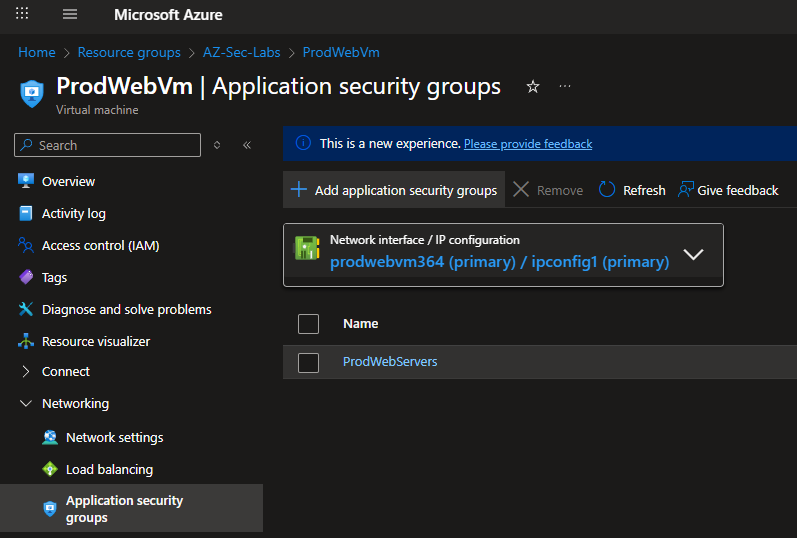 Microsoft Azure
Home > Resource groups > AZ-Sec-Labs > ProdWebVm
ProdWebVm | Application security groups
Virtual machine
Search
Overview
Activity log
Access control (IAM)
Tags
Diagnose and solve problems
Resource visualizer
Connect
Networking
Network settings
Load balancing
Application security
groups
This is a new experience. Please provide feedback
Add application security groups Remove Refresh Give feedback
Network interface / IP configuration
prodwebvm364 (primary) / ipconfig1 (primary)
Name
ProdWebServers